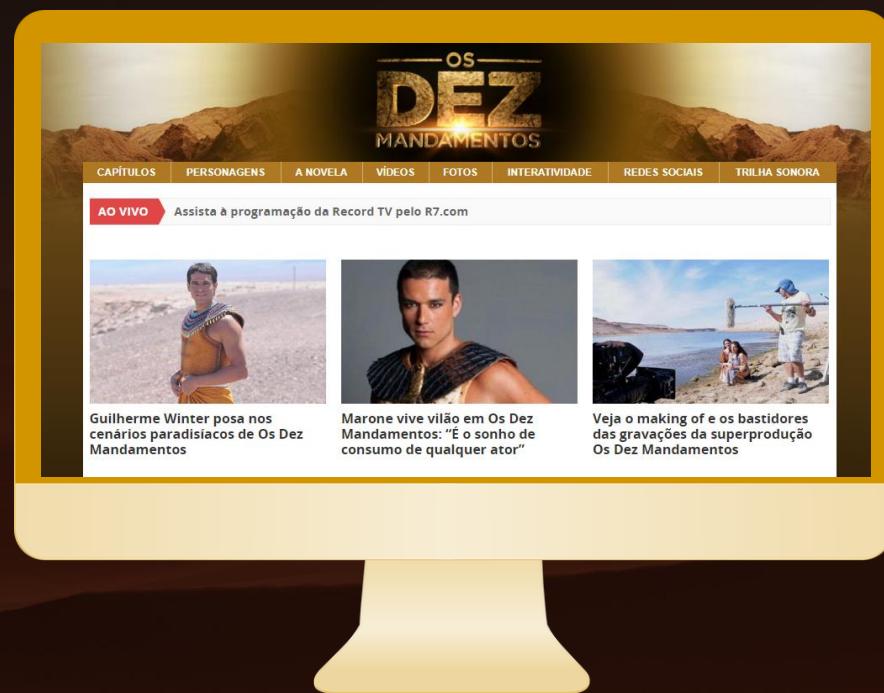 OS
DEZ
MANDAMENTOS
CAPÍTULOS PERSONAGENS A NOVELA VÍDEOS FOTOS INTERATIVIDADE REDES SOCIAIS TRILHA SONORA
AO VIVO Assista à programação da Record TV pelo R7.com
Guilherme Winter posa nos
cenários paradisíacos de Os Dez
Mandamentos
Marone vive vilão em Os Dez
Mandamentos: “É o sonho de
consumo de qualquer ator”
Veja o making of e os bastidores
das gravações da superprodução
Os Dez Mandamentos